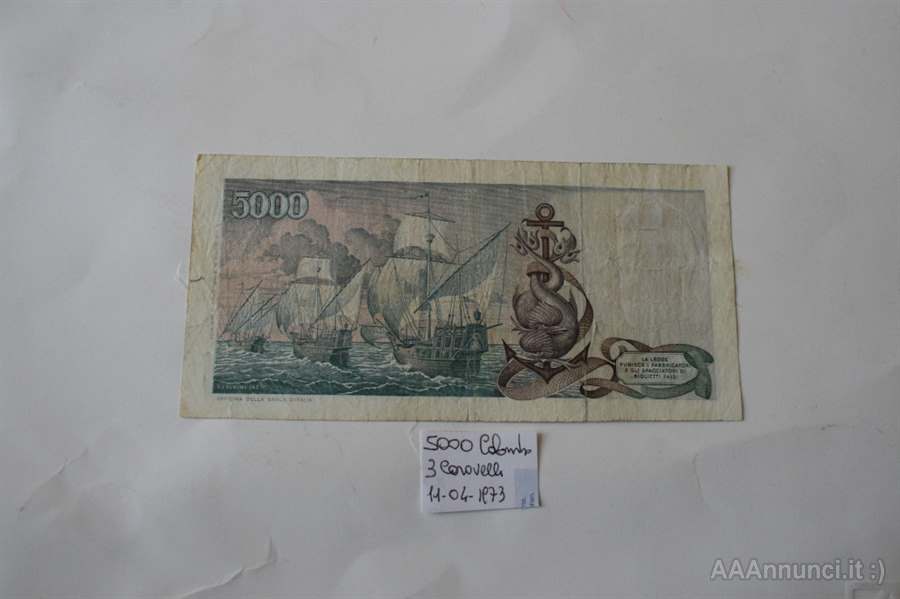 5000
LA LEGGE
PUNISCE I FABBRICATORI
E GLI SPACCIATORI DI
BIGLIETTI FALSI
OFFICINA DELLA BANCA D'ITALIA
5000 Colombo
3 Caravelle
11-04-1973
AAAnnunci.it :)